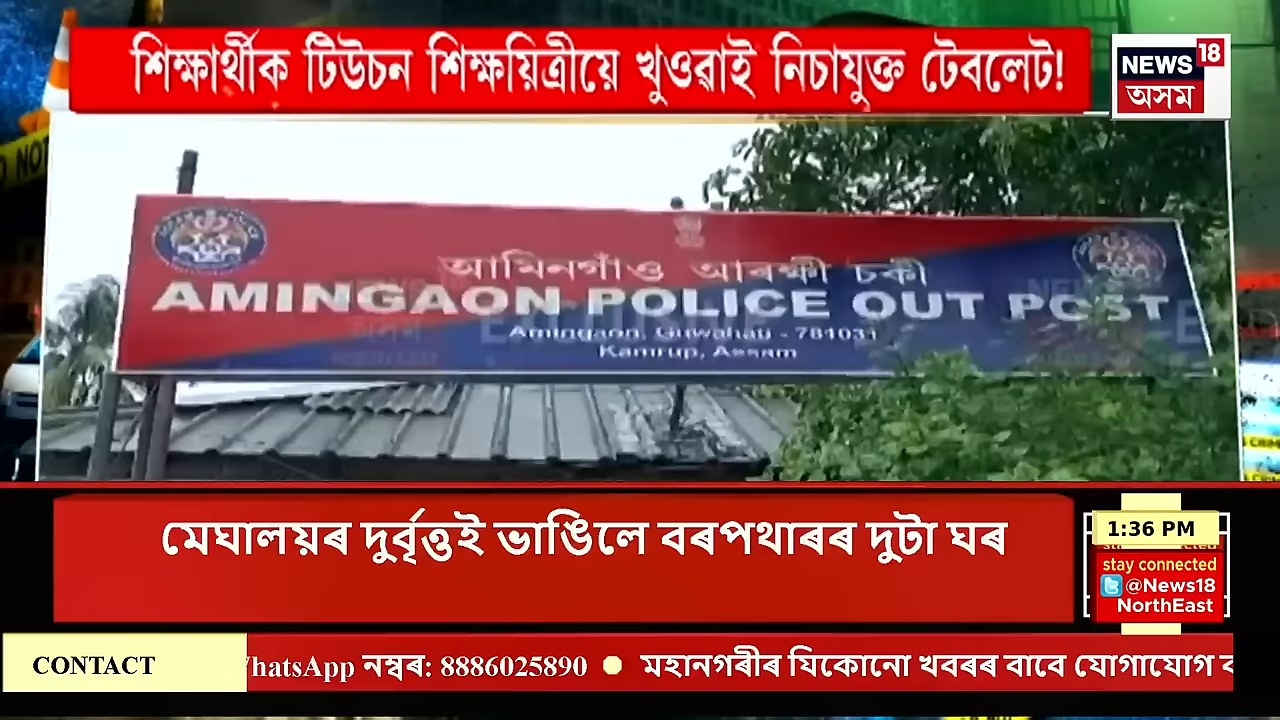 শিক্ষাৰ্থীক টিউচন শিক্ষয়িত্ৰীয়ে খুওৱাই নিচাযুক্ত টেবলেট!
NEWS 18
অসম
আমিনগাঁও আৰক্ষী চকী
AMINGAON POLICE OUT POST
Amingaon, Guwahati - 781031
Kamrup, Assam
মেঘালয়ৰ দুৰ্বৃত্তই ভাঙিলে বৰপথাৰৰ দুটা ঘৰ
1:36 PM
stay connected
@News18
NorthEast
CONTACT
WhatsApp নম্বৰ: 8886025890 ● মহানগৰীৰ যিকোনো খবৰৰ বাবে যোগাযোগ